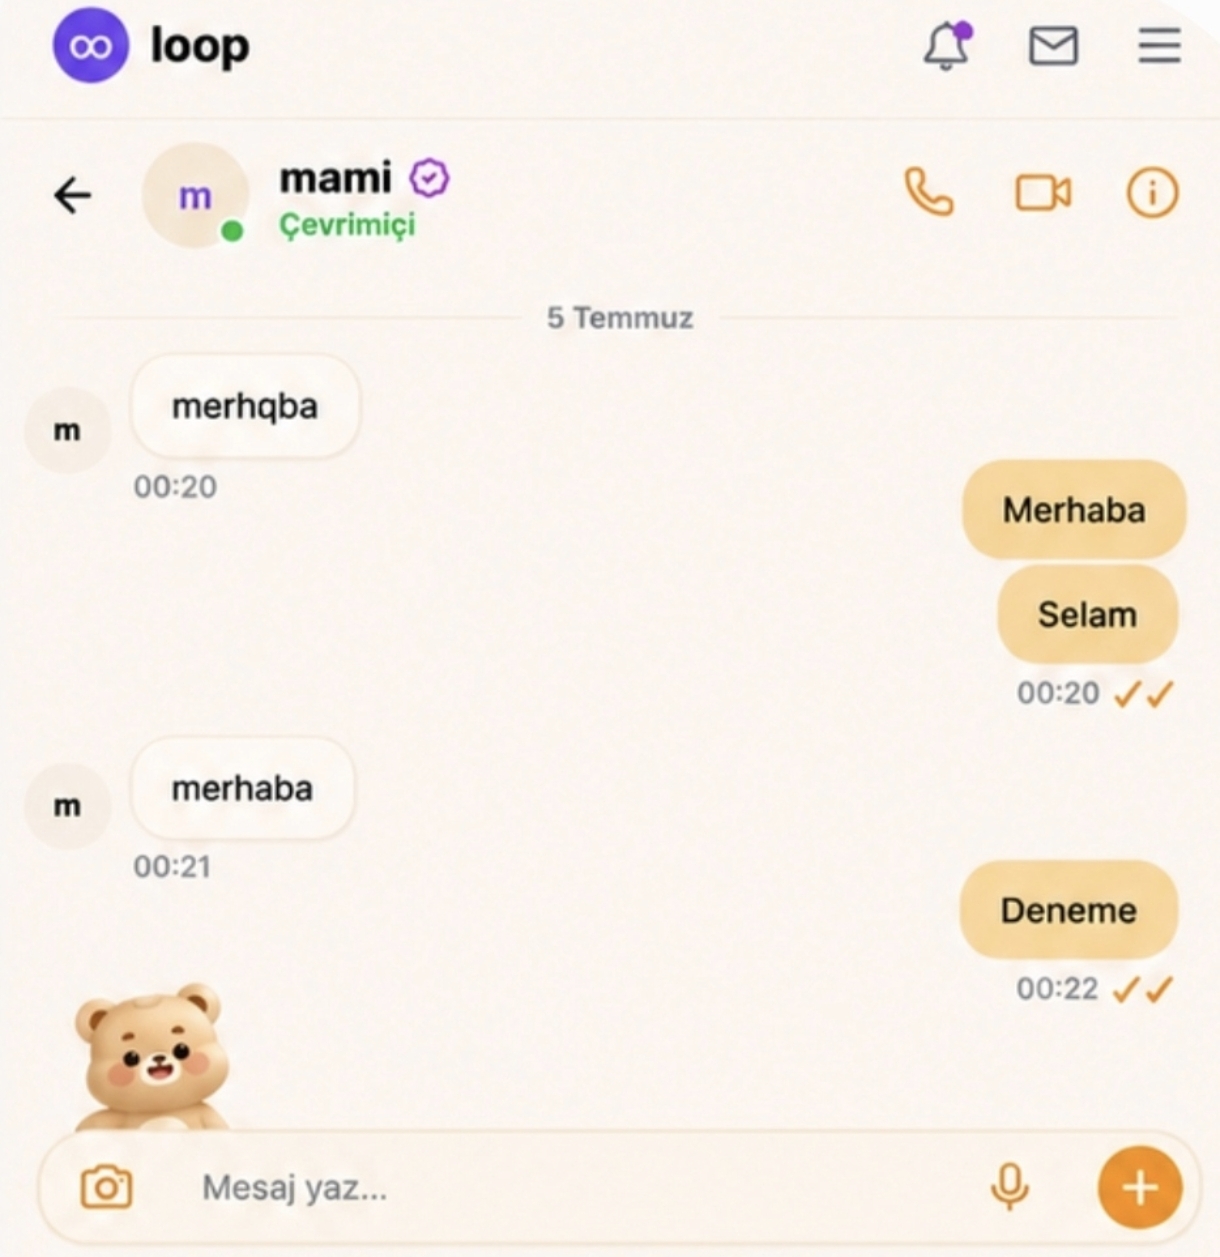 loop
m
mami
Çevrimiçi
5 Temmuz
merhqba
m
00:20
Merhaba
Selam
00:20
merhaba
m
00:21
Deneme
00:22
Mesaj yaz...